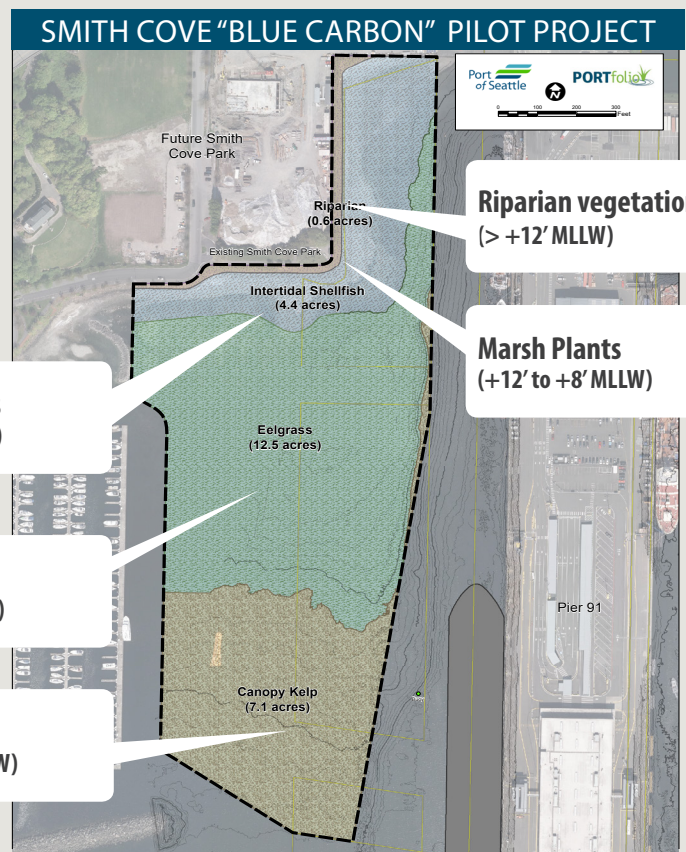 SMITH COVE “BLUE CARBON” PILOT PROJECT
Port
of Seattle
PORTfolio
N
0 100 200 300
Feet
Future Smith
Cove Park
Riparian
(0.6 acres)
Existing Smith Cove Park
Intertidal Shellfish
(4.4 acres)
Riparian vegetatio
(> +12’ MLLW)
Marsh Plants
(+12’ to +8’ MLLW)
Eelgrass
(12.5 acres)
)
)
Pier 91
Canopy Kelp
(7.1 acres)
W)